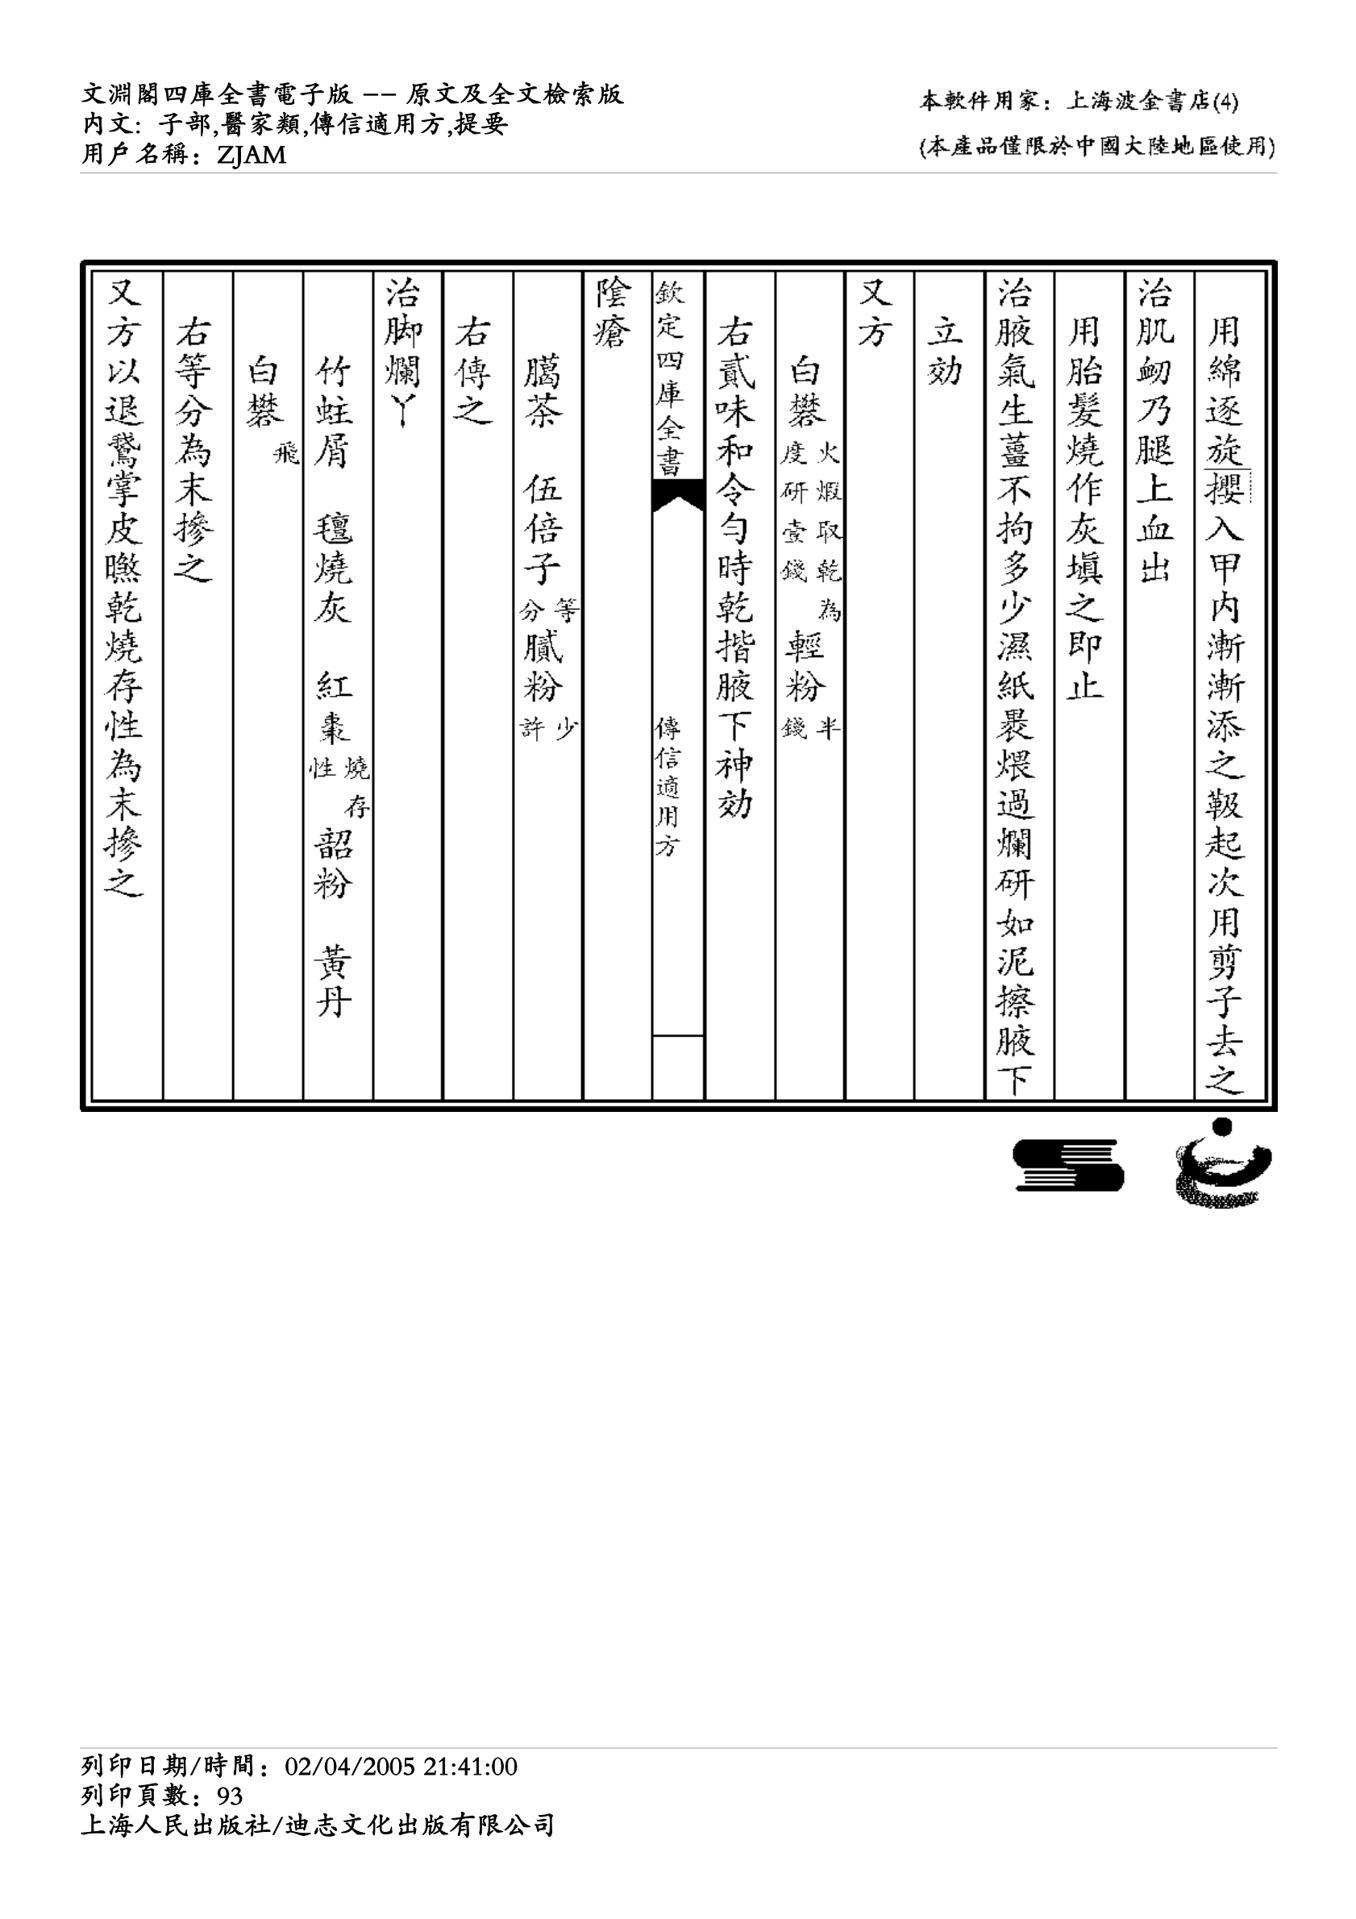 文淵閣四庫全書電子版 -- 原文及全文檢索版
內文：子部,醫家類,傳信適用方,提要
用戶名稱：ZJAM
本軟件用家：上海波金書店(4)
(本產品僅限於中國大陸地區使用)
用綿逐旋攖入甲內漸漸添之靸起次用剪子去之
治肌衂乃腿上血出
用胎髮燒作灰填之即止
治腋氣生薑不拘多少濕紙裹煨過爛研如泥擦腋下
立効
又方
白礬火煆取乾為度研壹錢 輕粉半錢
右貳味和令勻時乾揩腋下神効
欽定四庫全書 傳信適用方
陰瘡
臈茶 伍倍子等分 膩粉少許
右傅之
治脚爛丫
竹蛀屑 氊燒灰 紅棗燒存性 韶粉 黃丹
白礬飛
右等分為末摻之
又方以退鵞掌皮㬠乾燒存性為末摻之
列印日期/時間：02/04/2005 21:41:00
列印頁數：93
上海人民出版社/迪志文化出版有限公司